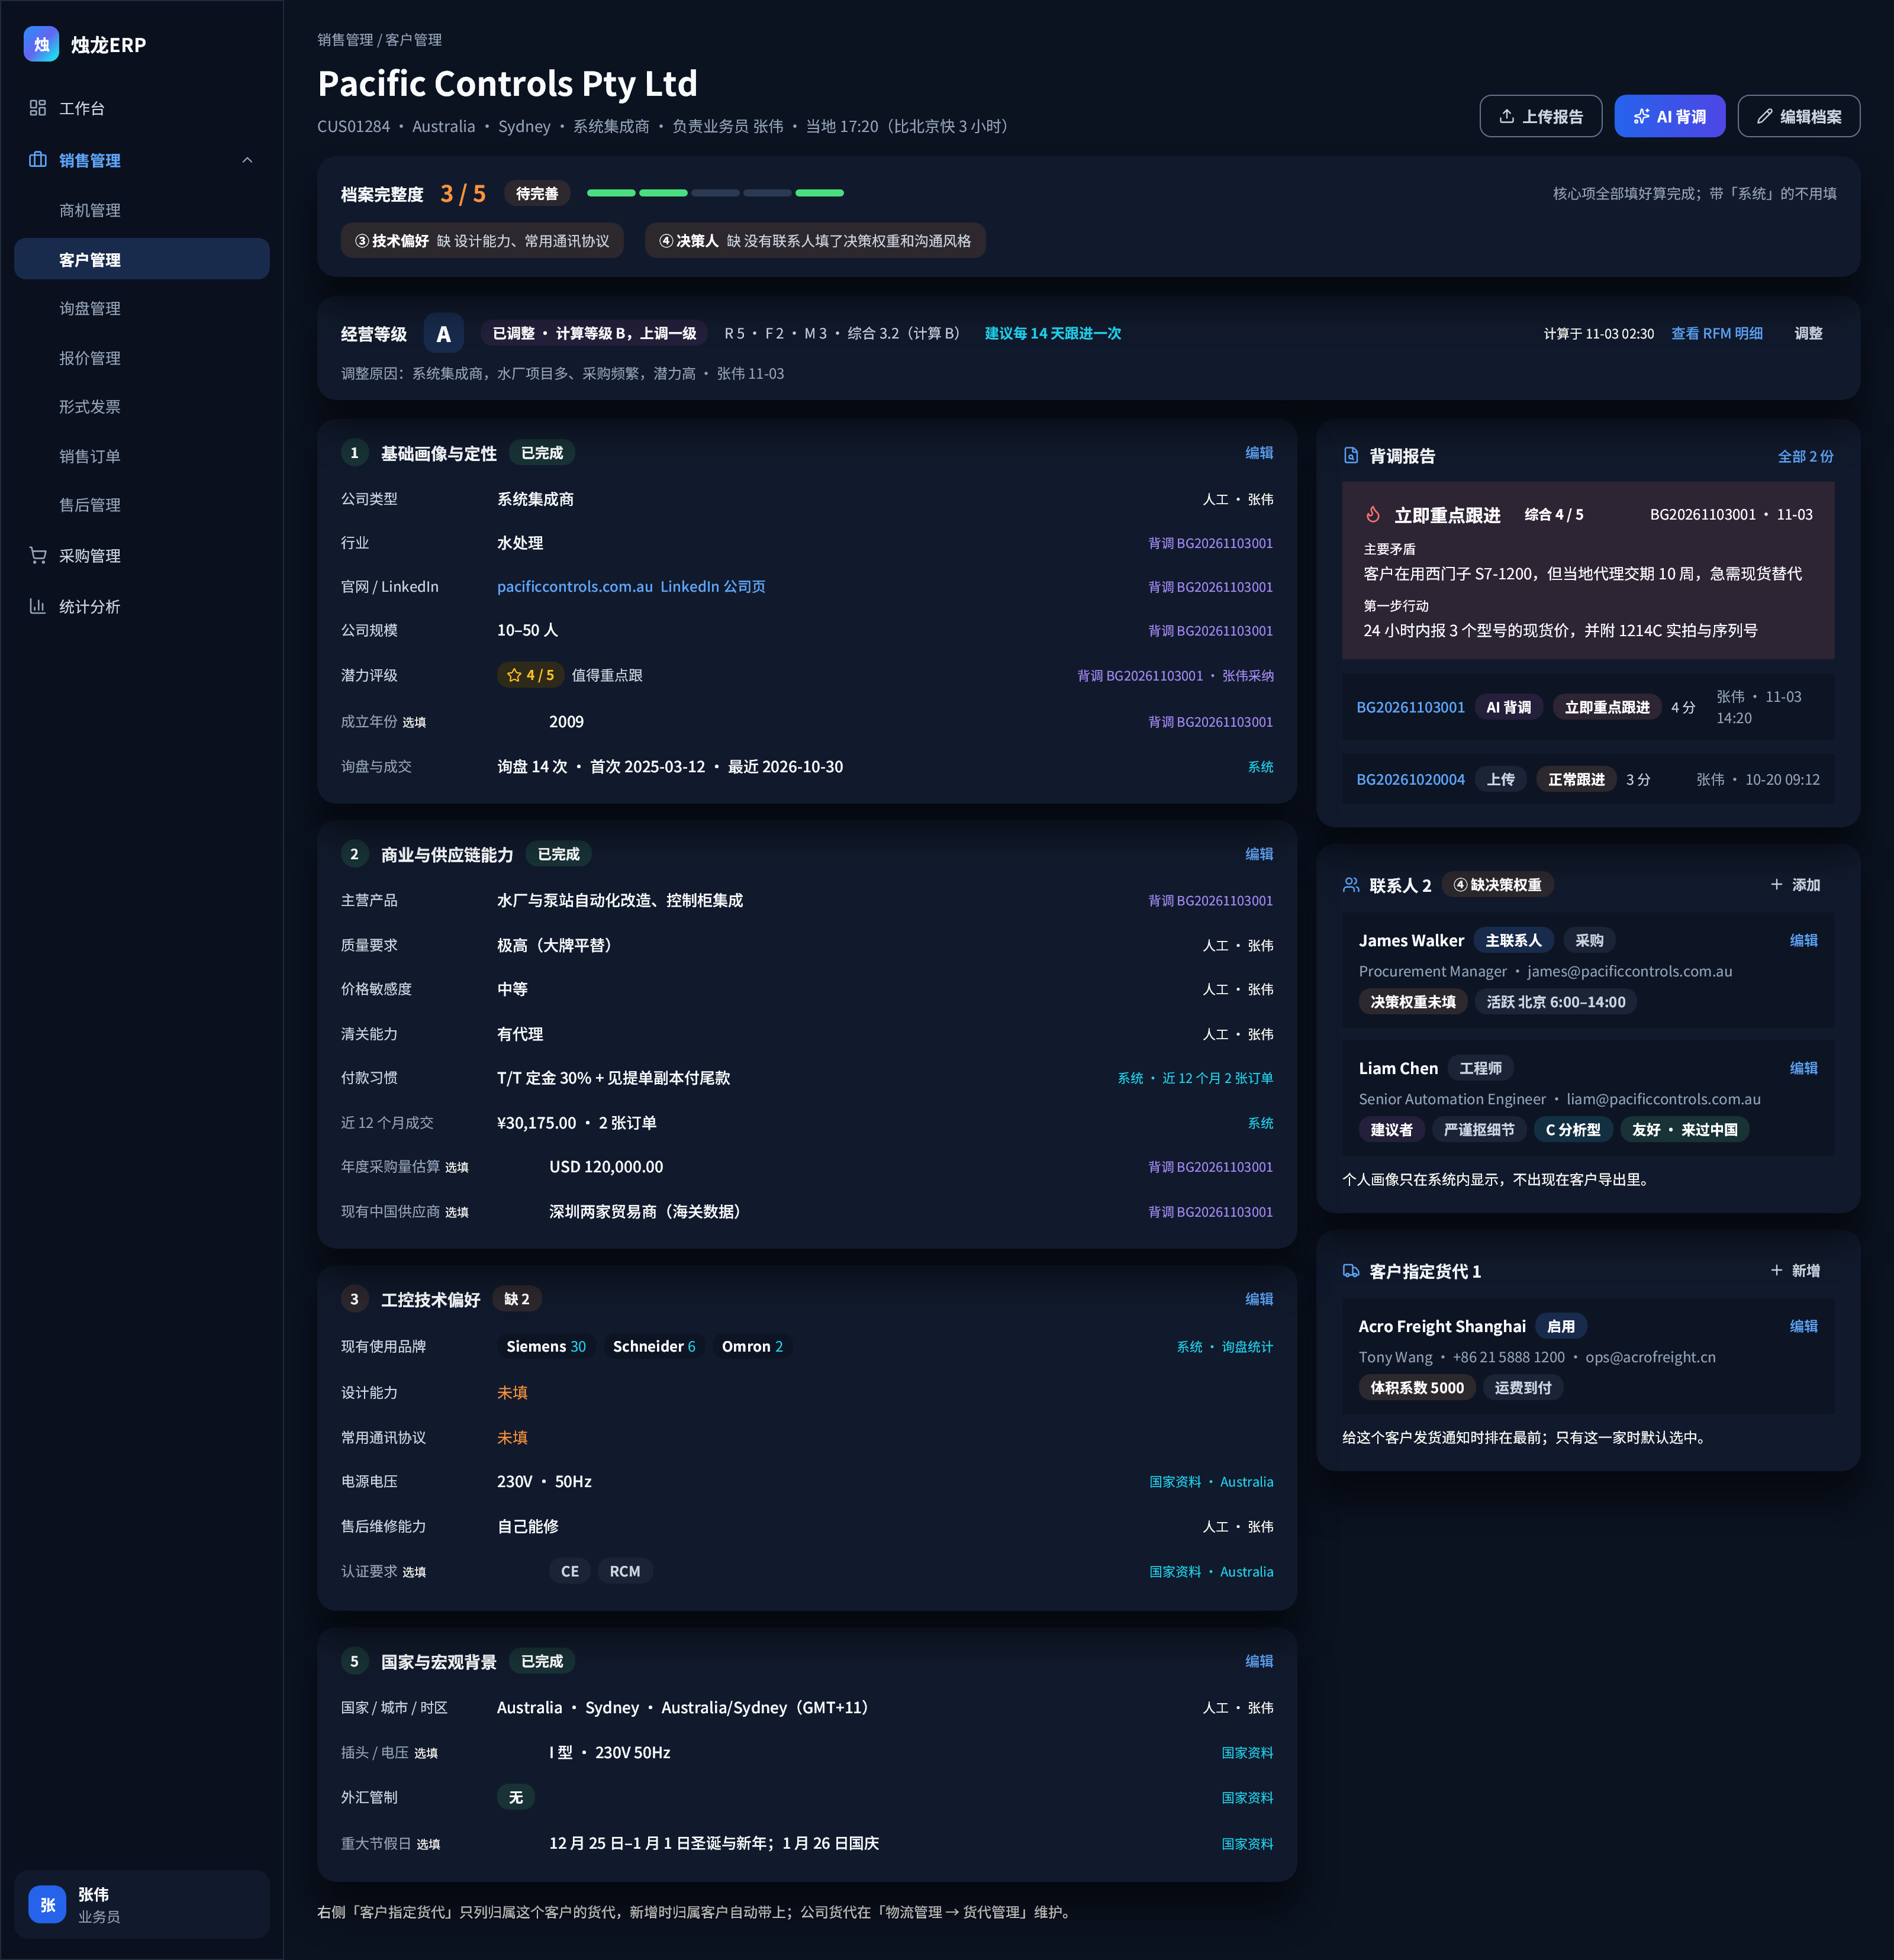 烛 烛龙ERP
工作台
销售管理
商机管理
客户管理
询盘管理
报价管理
形式发票
销售订单
售后管理
采购管理
统计分析
张 张伟
业务员
销售管理 / 客户管理
Pacific Controls Pty Ltd
CUS01284 • Australia • Sydney • 系统集成商 • 负责业务员 张伟 • 当地 17:20（比北京快 3 小时）
上传报告 AI 背调 编辑档案
档案完整度 3 / 5 待完善 核心项全部填好算完成；带「系统」的不用填
③ 技术偏好 缺 设计能力、常用通讯协议 ④ 决策人 缺 没有联系人填了决策权重和沟通风格
经营等级 A 已调整 • 计算等级 B，上调一级 R 5 • F 2 • M 3 • 综合 3.2（计算 B） 建议每 14 天跟进一次 计算于 11-03 02:30 查看 RFM 明细 调整
调整原因：系统集成商，水厂项目多、采购频繁，潜力高 • 张伟 11-03
1 基础画像与定性 已完成 编辑
公司类型 系统集成商 人工 • 张伟
行业 水处理 背调 BG20261103001
官网 / LinkedIn pacificcontrols.com.au LinkedIn 公司页 背调 BG20261103001
公司规模 10–50 人 背调 BG20261103001
潜力评级 4 / 5 值得重点跟 背调 BG20261103001 • 张伟采纳
成立年份 选填 2009 背调 BG20261103001
询盘与成交 询盘 14 次 • 首次 2025-03-12 • 最近 2026-10-30 系统
2 商业与供应链能力 已完成 编辑
主营产品 水厂与泵站自动化改造、控制柜集成 背调 BG20261103001
质量要求 极高（大牌平替） 人工 • 张伟
价格敏感度 中等 人工 • 张伟
清关能力 有代理 人工 • 张伟
付款习惯 T/T 定金 30% + 见提单副本付尾款 系统 • 近 12 个月 2 张订单
近 12 个月成交 ¥30,175.00 • 2 张订单 系统
年度采购量估算 选填 USD 120,000.00 背调 BG20261103001
现有中国供应商 选填 深圳两家贸易商（海关数据） 背调 BG20261103001
3 工控技术偏好 缺 2 编辑
现有使用品牌 Siemens 30 Schneider 6 Omron 2 系统 • 询盘统计
设计能力 未填
常用通讯协议 未填
电源电压 230V • 50Hz 国家资料 • Australia
售后维修能力 自己能修 人工 • 张伟
认证要求 选填 CE RCM 国家资料 • Australia
5 国家与宏观背景 已完成 编辑
国家 / 城市 / 时区 Australia • Sydney • Australia/Sydney（GMT+11） 人工 • 张伟
插头 / 电压 选填 I 型 • 230V 50Hz 国家资料
外汇管制 无 国家资料
重大节假日 选填 12 月 25 日–1 月 1 日圣诞与新年；1 月 26 日国庆 国家资料
右侧「客户指定货代」只列归属这个客户的货代，新增时归属客户自动带上；公司货代在「物流管理 → 货代管理」维护。
背调报告 全部 2 份
立即重点跟进 综合 4 / 5 BG20261103001 • 11-03
主要矛盾
客户在用西门子 S7-1200，但当地代理交期 10 周，急需现货替代
第一步行动
24 小时内报 3 个型号的现货价，并附 1214C 实拍与序列号
BG20261103001 AI 背调 立即重点跟进 4 分 张伟 • 11-03
14:20
BG20261020004 上传 正常跟进 3 分 张伟 • 10-20 09:12
联系人 2 ④ 缺决策权重 添加
James Walker 主联系人 采购 编辑
Procurement Manager • james@pacificcontrols.com.au
决策权重未填 活跃 北京 6:00–14:00
Liam Chen 工程师 编辑
Senior Automation Engineer • liam@pacificcontrols.com.au
建议者 严谨抠细节 C 分析型 友好 • 来过中国
个人画像只在系统内显示，不出现在客户导出里。
客户指定货代 1 新增
Acro Freight Shanghai 启用 编辑
Tony Wang • +86 21 5888 1200 • ops@acrofreight.cn
体积系数 5000 运费到付
给这个客户发货通知时排在最前；只有这一家时默认选中。